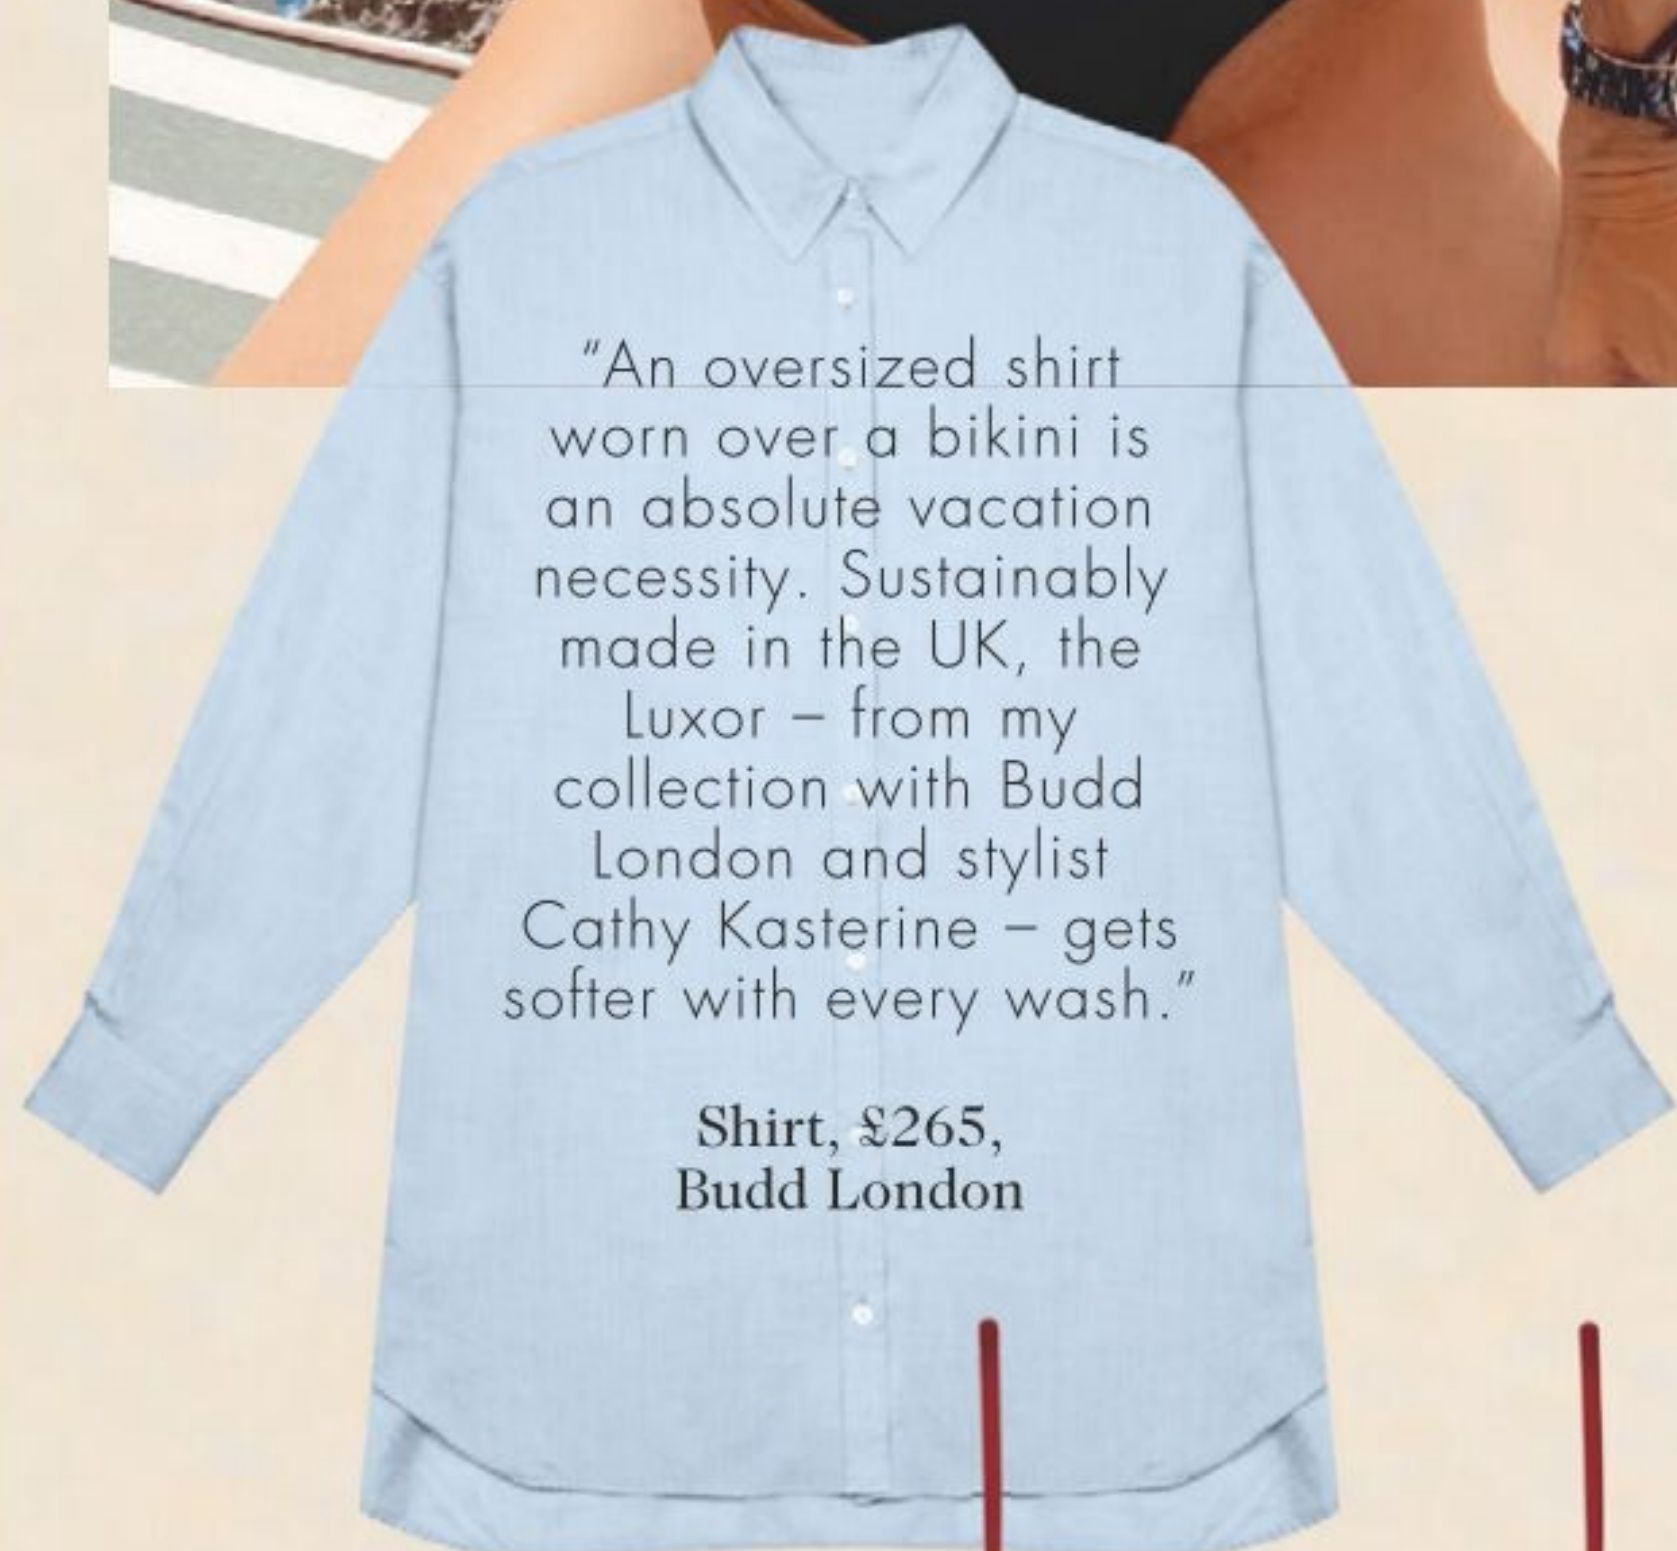 “An oversized shirt
worn over a bikini is
an absolute vacation
necessity. Sustainably
made in the UK, the
Luxor – from my
collection with Budd
London and stylist
Cathy Kasterine – gets
softer with every wash.”
Shirt, £265,
Budd London